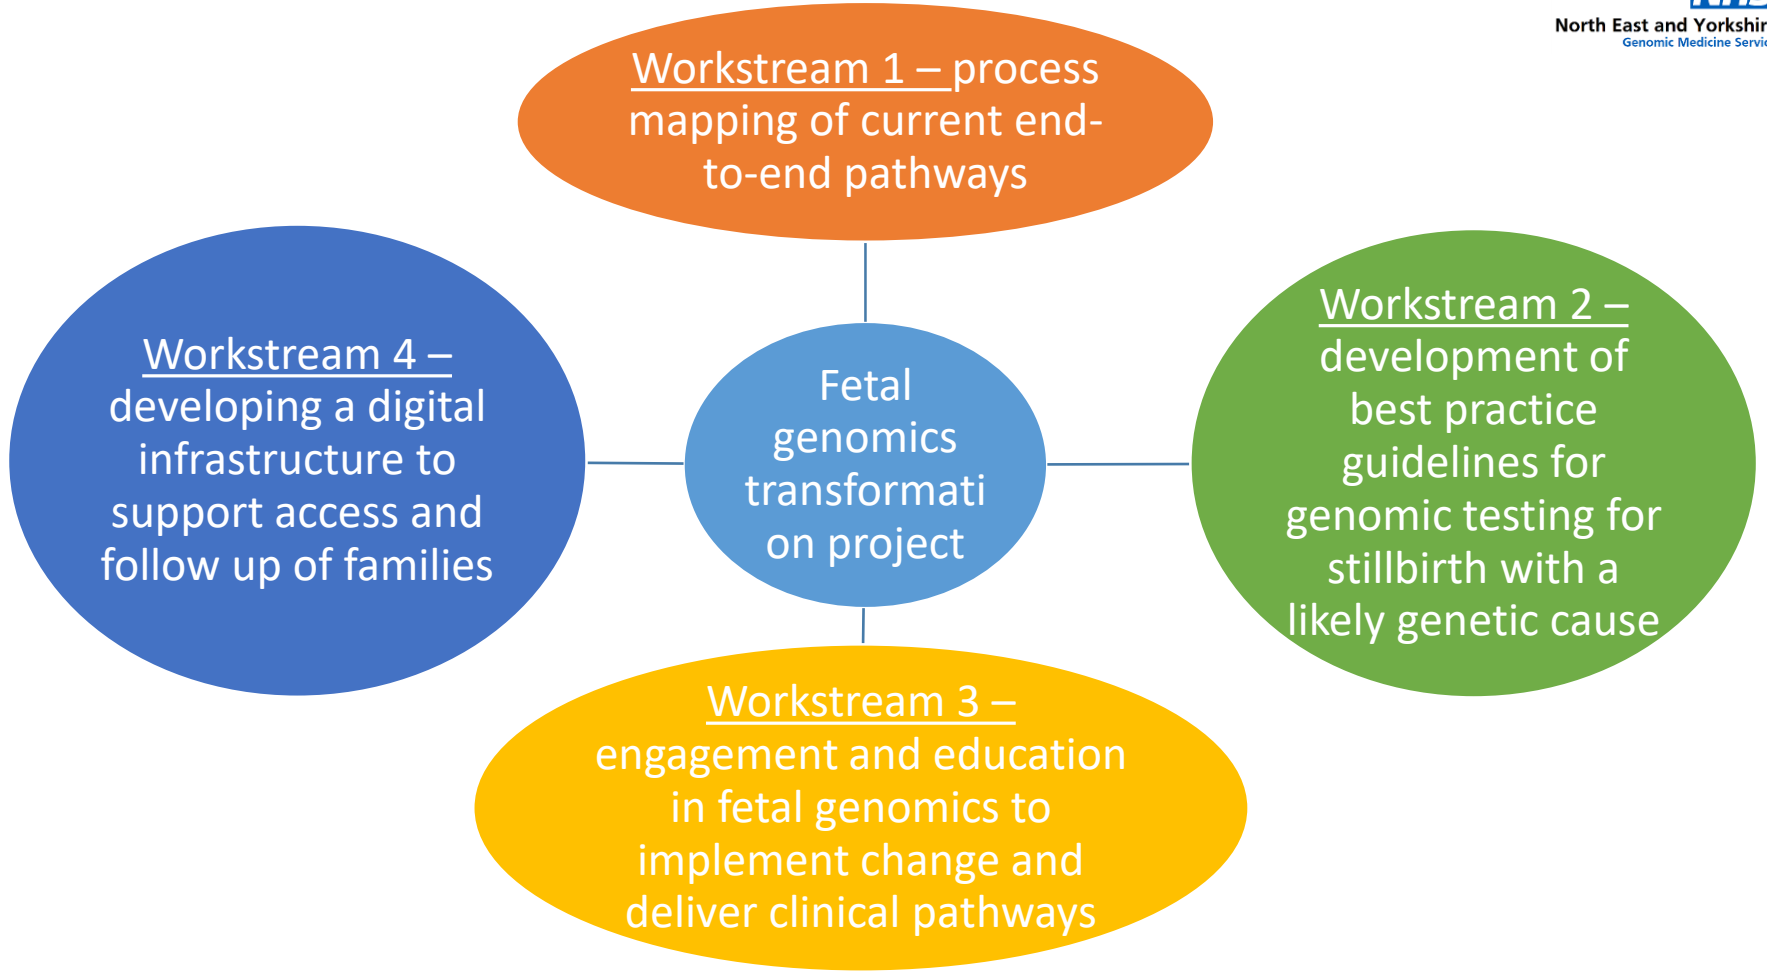 North East and Yorkshir
Genomic Medicine Servic
Workstream 1 – process
mapping of current end-
to-end pathways
Workstream 2 –
development of
best practice
guidelines for
genomic testing for
stillbirth with a
likely genetic cause
Fetal
genomics
transformati
on project
Workstream 4 –
developing a digital
infrastructure to
support access and
follow up of families
Workstream 3 –
engagement and education
in fetal genomics to
implement change and
deliver clinical pathways